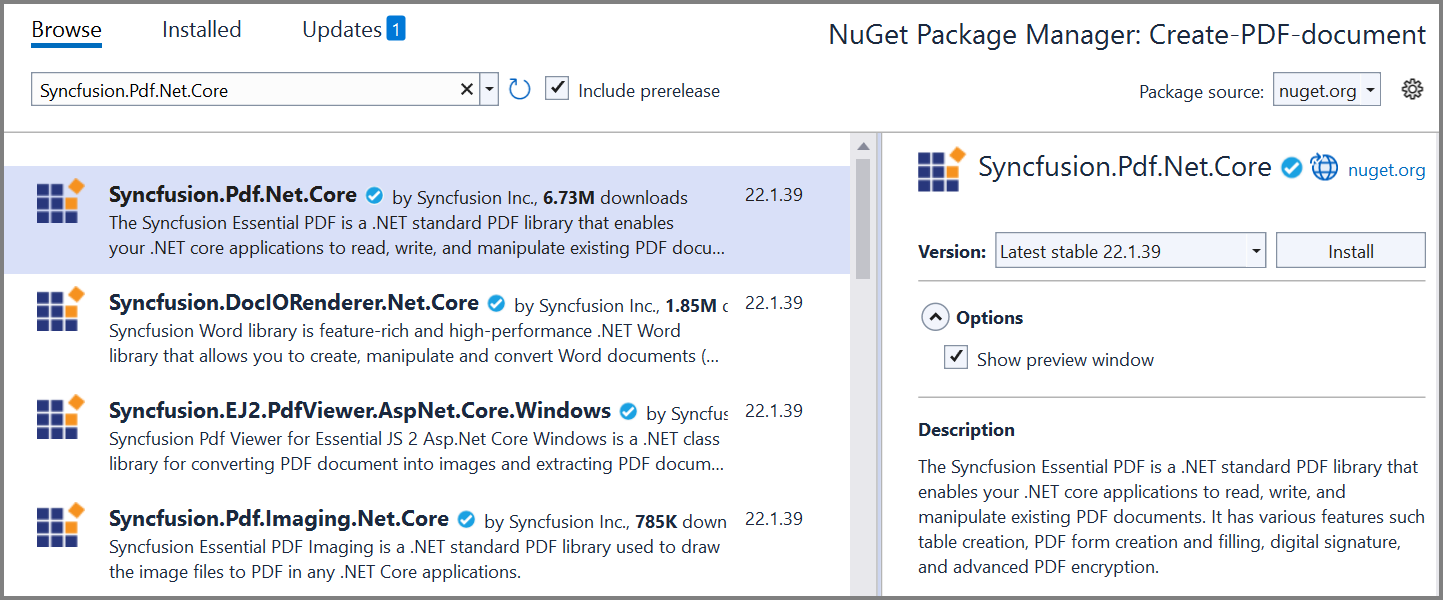 Browse Installed Updates 1
NuGet Package Manager: Create-PDF-document
Syncfusion.Pdf.Net.Core
Include prerelease
Package source: nuget.org
Syncfusion.Pdf.Net.Core by Syncfusion Inc., 6.73M downloads 22.1.39
The Syncfusion Essential PDF is a .NET standard PDF library that enables
your .NET core applications to read, write, and manipulate existing PDF docu...
Syncfusion.DocIORenderer.Net.Core by Syncfusion Inc., 1.85M 22.1.39
Syncfusion Word library is feature-rich and high-performance .NET Word
library that allows you to create, manipulate and convert Word documents (...
Syncfusion.EJ2.PdfViewer.AspNet.Core.Windows by Syncfus 22.1.39
Syncfusion Pdf Viewer for Essential JS 2 Asp.Net Core Windows is a .NET class
library for converting PDF document into images and extracting PDF docum...
Syncfusion.Pdf.Imaging.Net.Core by Syncfusion Inc., 785K down 22.1.39
Syncfusion Essential PDF Imaging is a .NET standard PDF library used to draw
the image files to PDF in any .NET Core applications.
Syncfusion.Pdf.Net.Core nuget.org
Version: Latest stable 22.1.39 Install
Options
Show preview window
Description
The Syncfusion Essential PDF is a .NET standard PDF library that
enables your .NET core applications to read, write, and
manipulate existing PDF documents. It has various features such
table creation, PDF form creation and filling, digital signature,
and advanced PDF encryption.